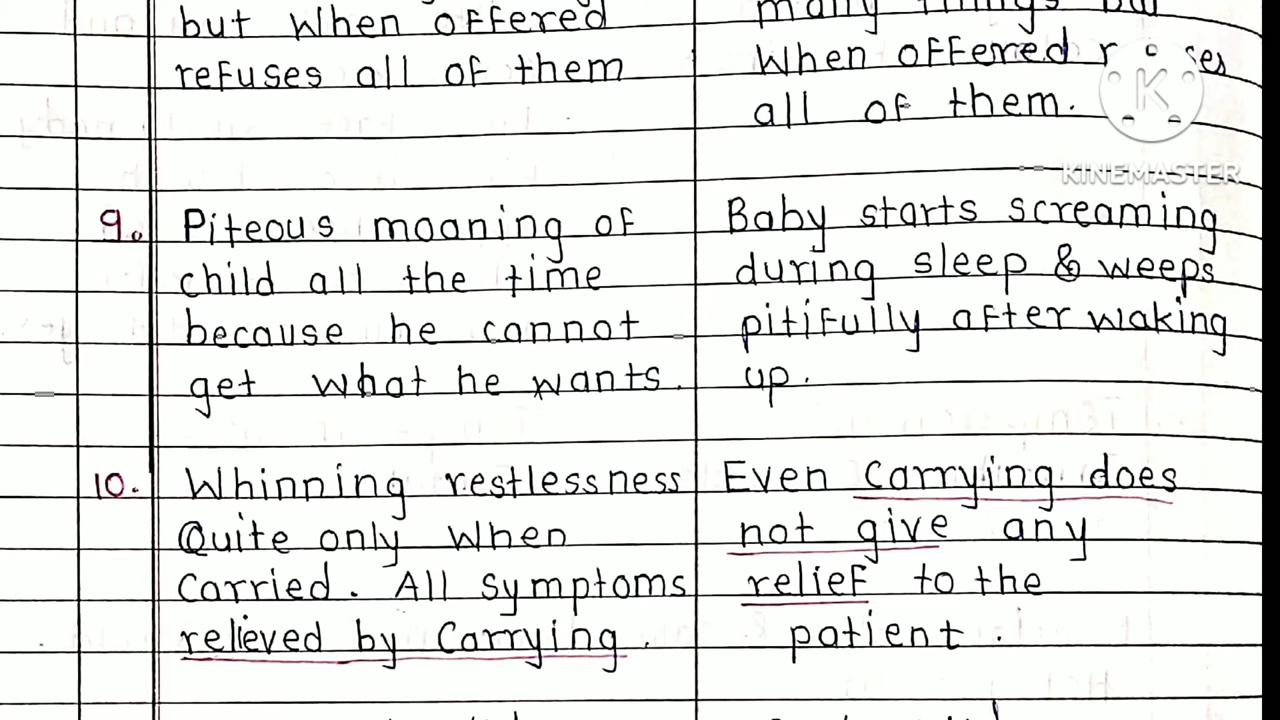 but when offered
refuses all of them
many things but
when offered
all of them.
KINEMASTER
9. Piteous moaning of
child all the time
because he cannot
get what he wants.
Baby starts screaming
during sleep & weeps
pitifully after waking
up.
10. Whinning restlessness
Quite only when
carried. All symptoms
relieved by carrying.
Even carrying does
not give any
relief to the
patient.